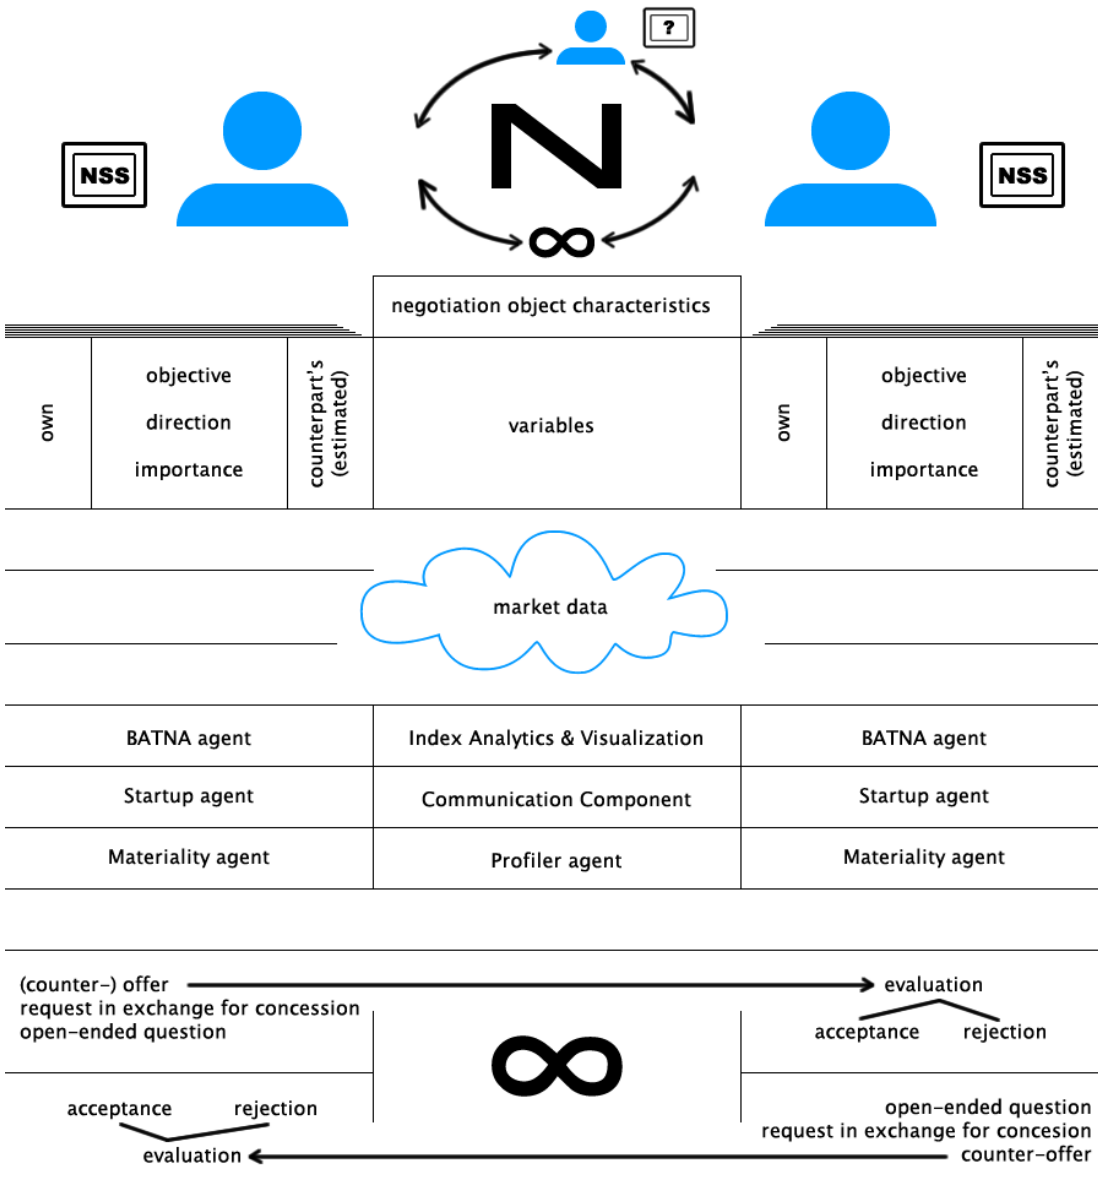 ?
N
NSS
NSS
∞
negotiation object characteristics
own
objective
direction
importance
counterpart's
(estimated)
variables
own
objective
direction
importance
counterpart's
(estimated)
market data
BATNA agent
Index Analytics & Visualization
BATNA agent
Startup agent
Communication Component
Startup agent
Materiality agent
Profiler agent
Materiality agent
(counter-) offer
request in exchange for concession
open-ended question
evaluation
acceptance
rejection
∞
acceptance
rejection
evaluation
open-ended question
request in exchange for concesion
counter-offer